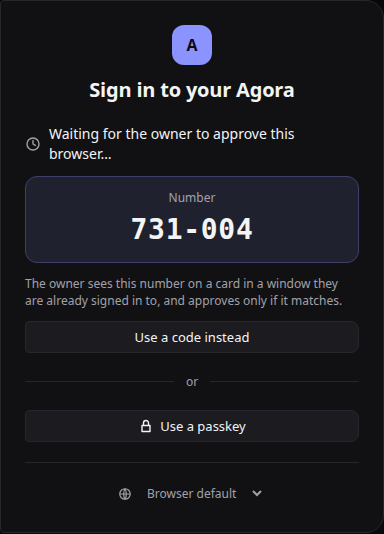 A
Sign in to your Agora
Waiting for the owner to approve this
browser...
Number
731-004
The owner sees this number on a card in a window they
are already signed in to, and approves only if it matches.
Use a code instead
or
Use a passkey
Browser default